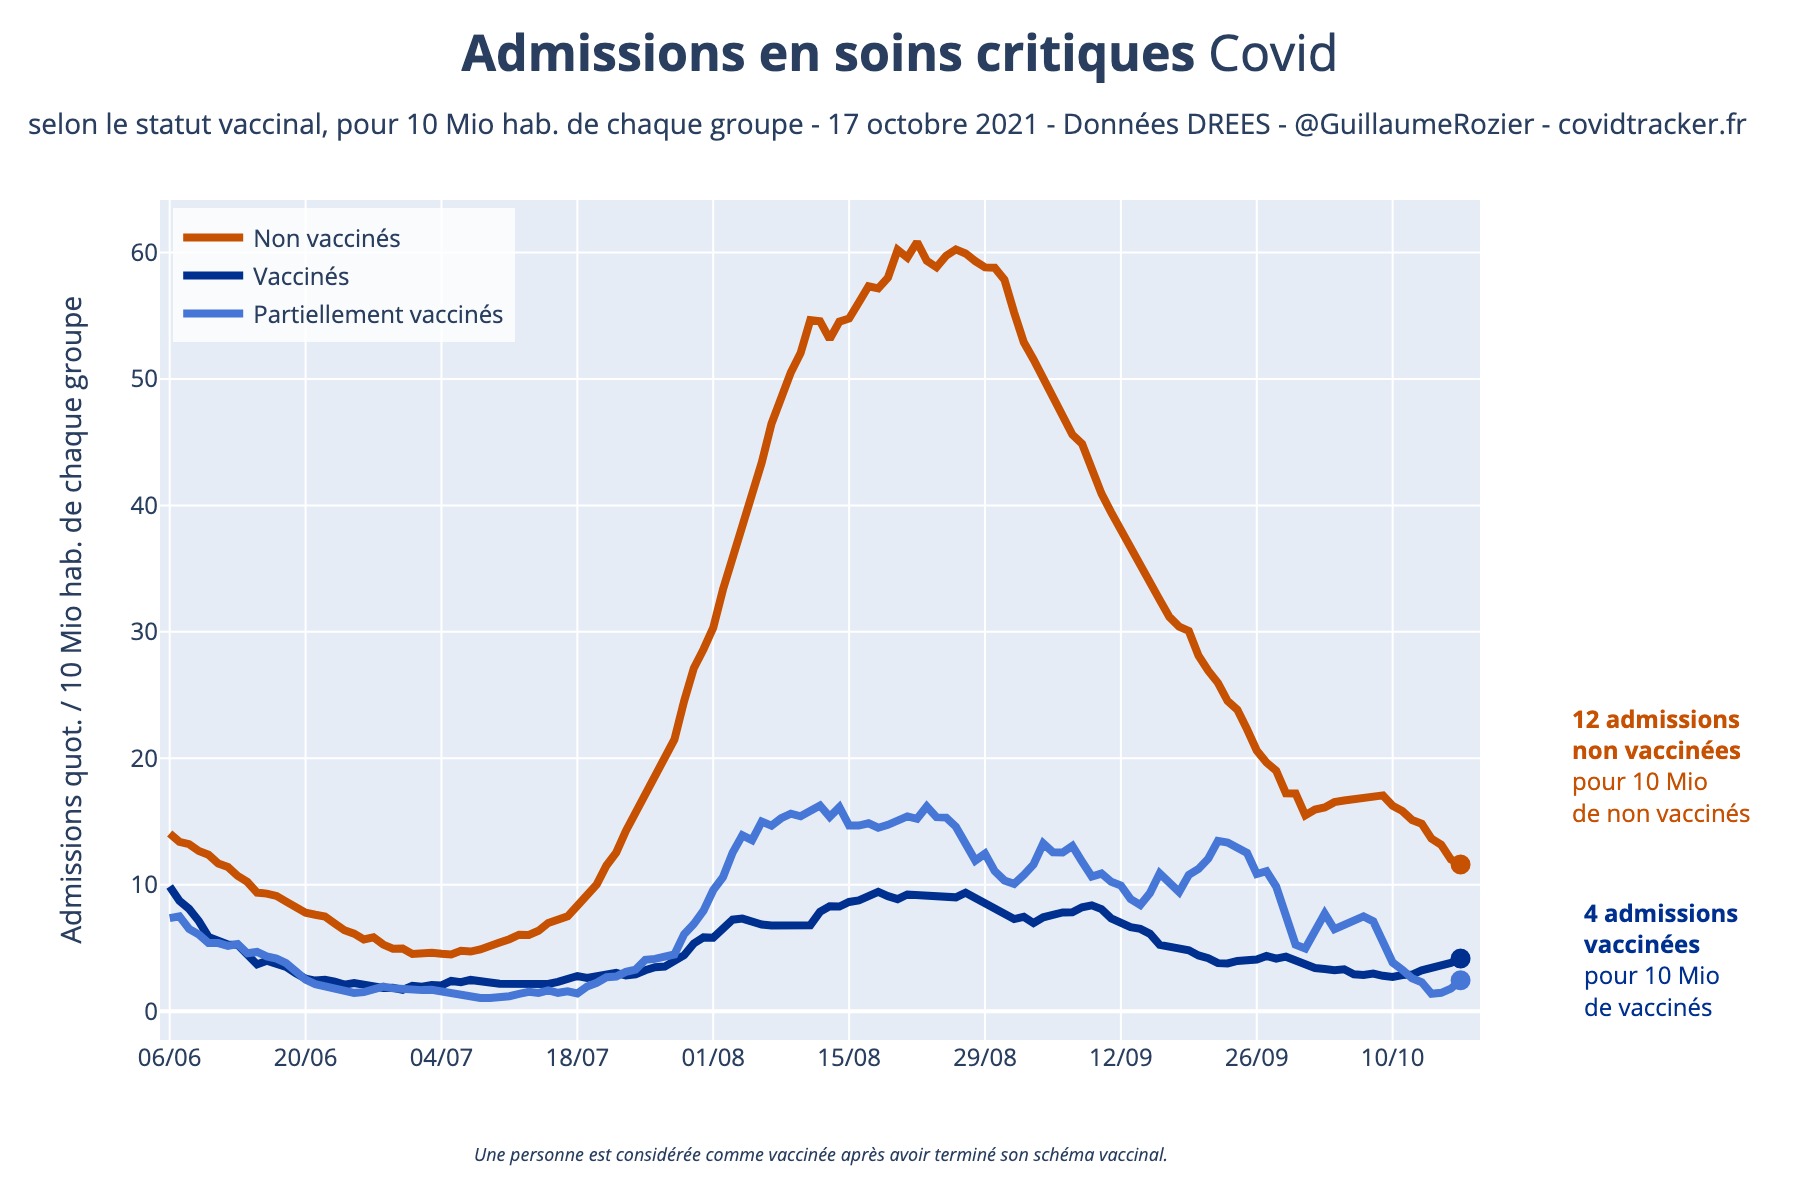 Admissions en soins critiques Covid
selon le statut vaccinal, pour 10 Mio hab. de chaque groupe - 17 octobre 2021 - Données DREES - @GuillaumeRozier - covidtracker.fr
Non vaccinés
Vaccinés
Partiellement vaccinés
Admissions quot. / 10 Mio hab. de chaque groupe
60
50
40
30
20
10
0
06/06 20/06 04/07 18/07 01/08 15/08 29/08 12/09 26/09 10/10
12 admissions
non vaccinées
pour 10 Mio
de non vaccinés
4 admissions
vaccinées
pour 10 Mio
de vaccinés
Une personne est considérée comme vaccinée après avoir terminé son schéma vaccinal.